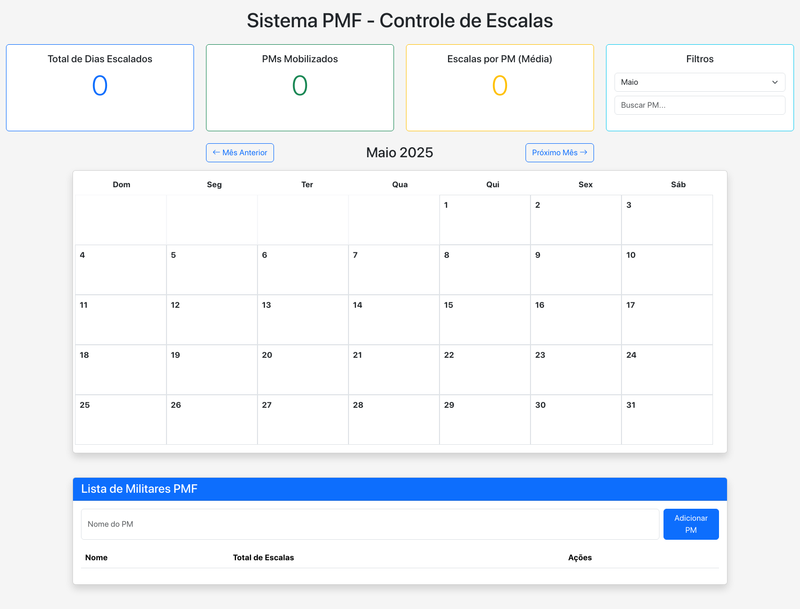 Sistema PMF - Controle de Escalas
Total de Dias Escalados
0
PMs Mobilizados
0
Escalas por PM (Média)
0
Filtros
Maio
Buscar PM...
← Mês Anterior
Maio 2025
Próximo Mês →
Dom Seg Ter Qua Qui Sex Sáb
1 2 3
4 5 6 7 8 9 10
11 12 13 14 15 16 17
18 19 20 21 22 23 24
25 26 27 28 29 30 31
Lista de Militares PMF
Nome do PM
Adicionar
PM
Nome Total de Escalas Ações